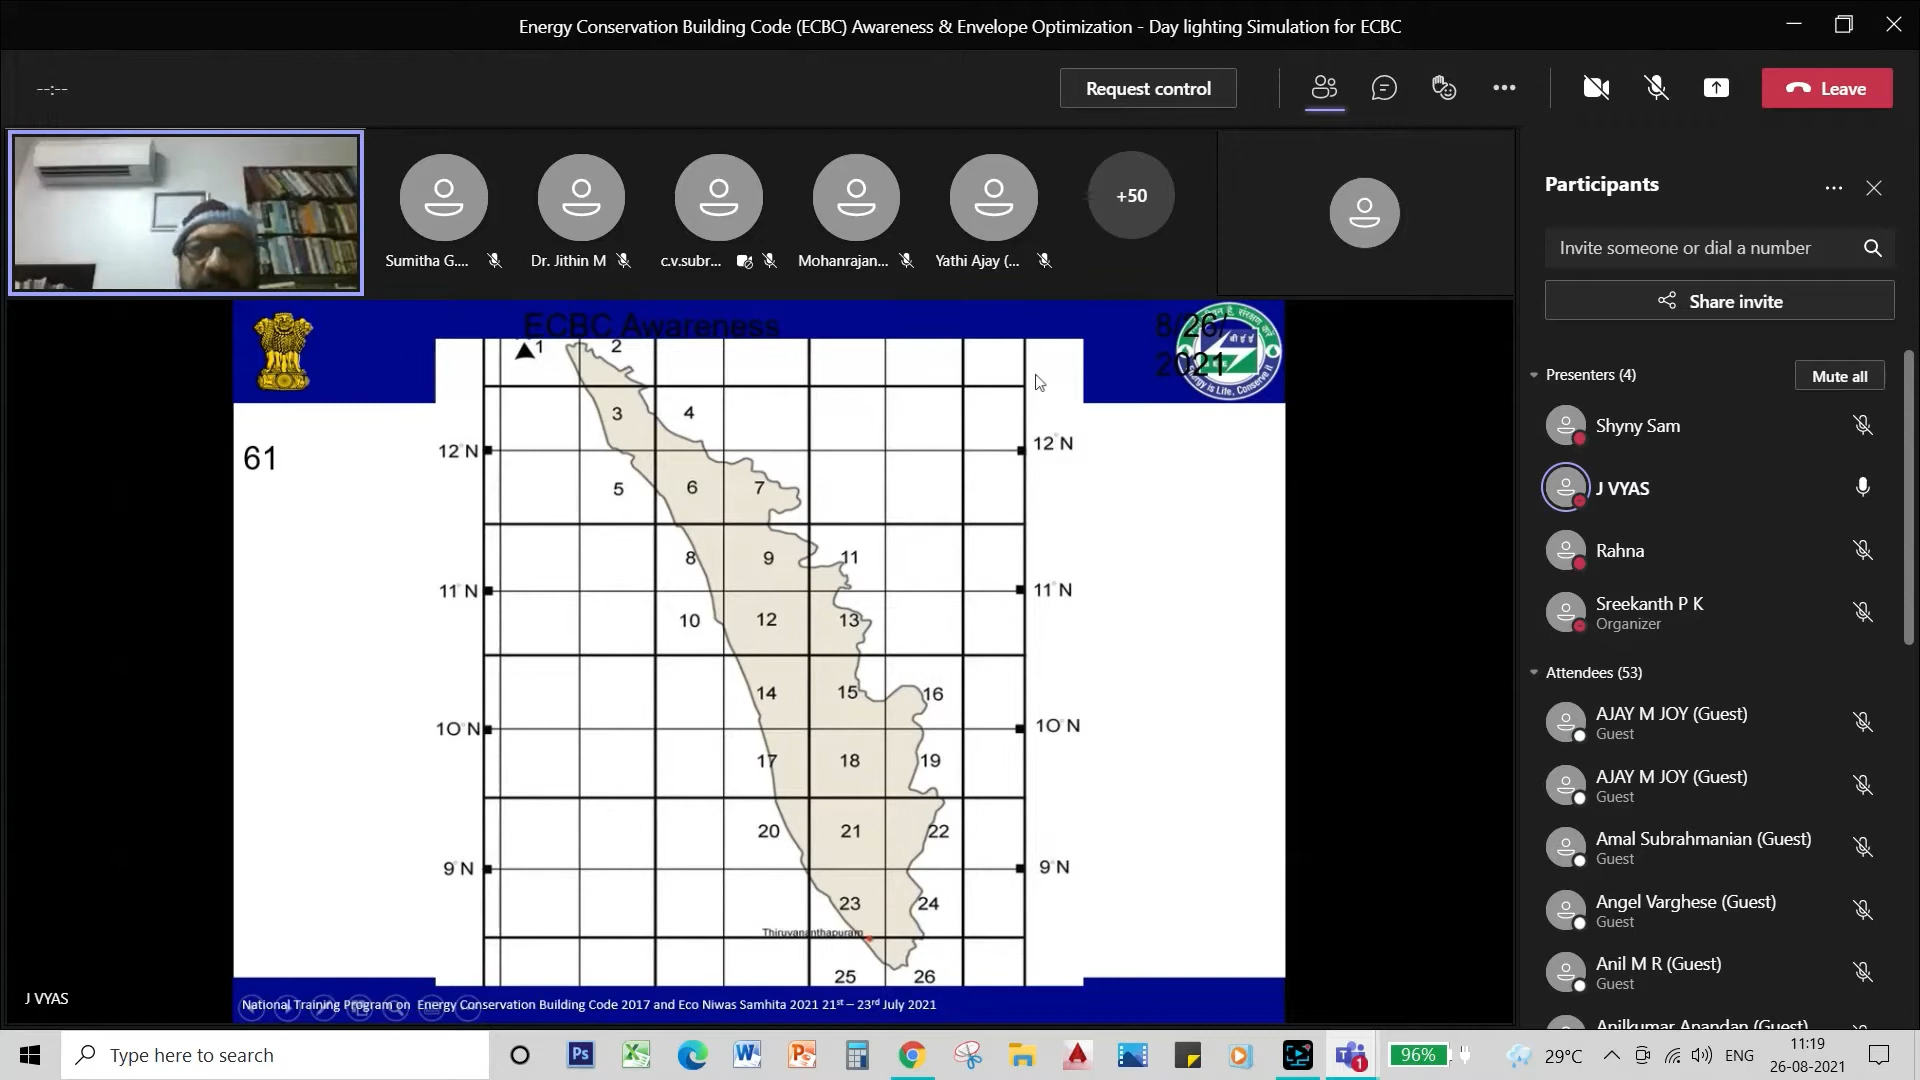 Energy Conservation Building Code (ECBC) Awareness & Envelope Optimization - Day lighting Simulation for ECBC
--:--
Request control
Leave
Sumitha G....
Dr. Jithin M
c.v.subr...
Mohanrajan...
Yathi Ajay (...
+50
Participants
Invite someone or dial a number
Share invite
Presenters (4)
Mute all
Shyny Sam
J VYAS
Rahna
Sreekanth P K
Organizer
Attendees (53)
AJAY M JOY (Guest)
Guest
AJAY M JOY (Guest)
Guest
Amal Subrahmanian (Guest)
Guest
Angel Varghese (Guest)
Guest
Anil M R (Guest)
Guest
Anilkumar Anandan (Guest)
ECBC Awareness
8/26/
2021
61
1 2
3 4
12°N 12°N
5 6 7
8 9 11
11°N 11°N
10 12 13
14 15 16
10°N 10°N
17 18 19
20 21 22
9°N 9°N
23 24
Thiruvananthapuram
25 26
J VYAS
National Training Program on Energy Conservation Building Code 2017 and Eco Niwas Samhita 2021 21st – 23rd July 2021
Type here to search
96%
29°C
ENG
11:19
26-08-2021